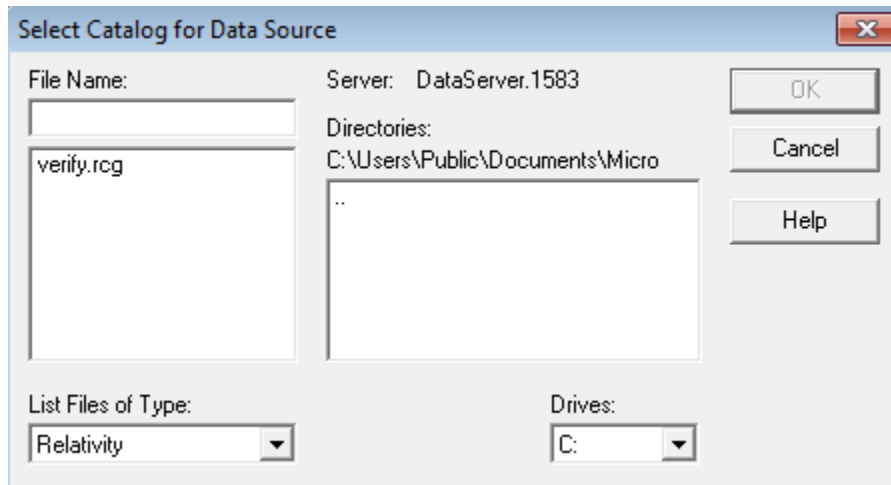 Select Catalog for Data Source
File Name:
verify.rcg
List Files of Type:
Relativity
Server: DataServer.1583
Directories:
C:\Users\Public\Documents\Micro
..
Drives:
C:
OK
Cancel
Help